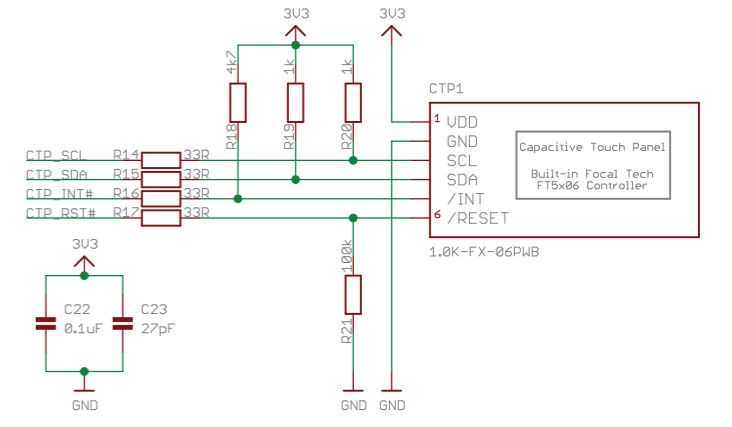 3V3
3V3
4k7
1k
1k
R18
R19
R20
CTP1
CTP_SCL
R14
33R
CTP_SDA
R15
33R
CTP_INT#
R16
33R
CTP_RST#
R17
33R
1
VDD
GND
SCL
SDA
/INT
6
/RESET
Capacitive Touch Panel
Built-in Focal Tech
FT5x06 Controller
1.0K-FX-06PWB
3V3
C22
0.1uF
C23
27pF
GND
100k
R21
GND
GND